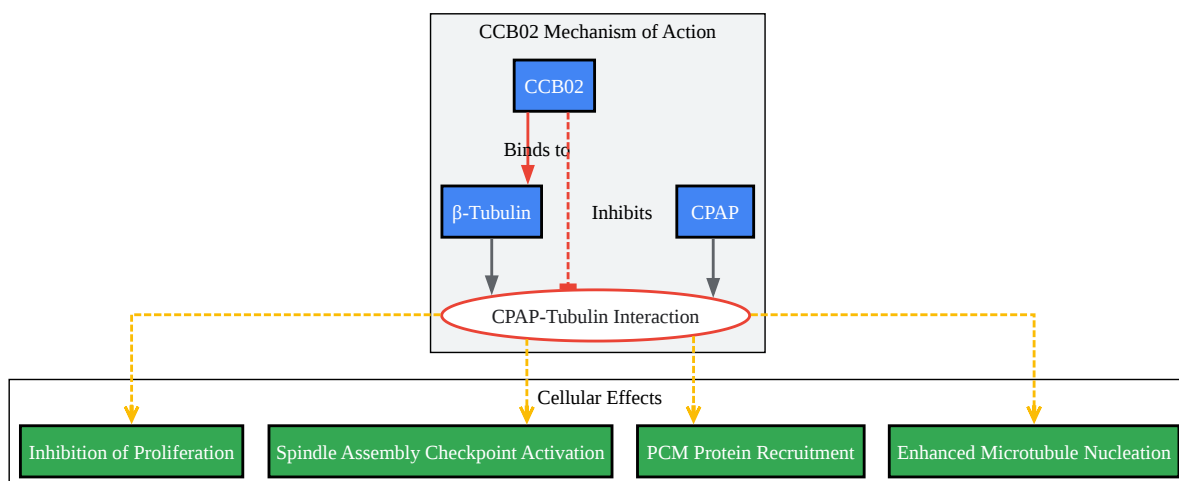 CCB02 Mechanism of Action
CCB02
Binds to
β-Tubulin
Inhibits
CPAP
CPAP-Tubulin Interaction
Cellular Effects
Inhibition of Proliferation
Spindle Assembly Checkpoint Activation
PCM Protein Recruitment
Enhanced Microtubule Nucleation